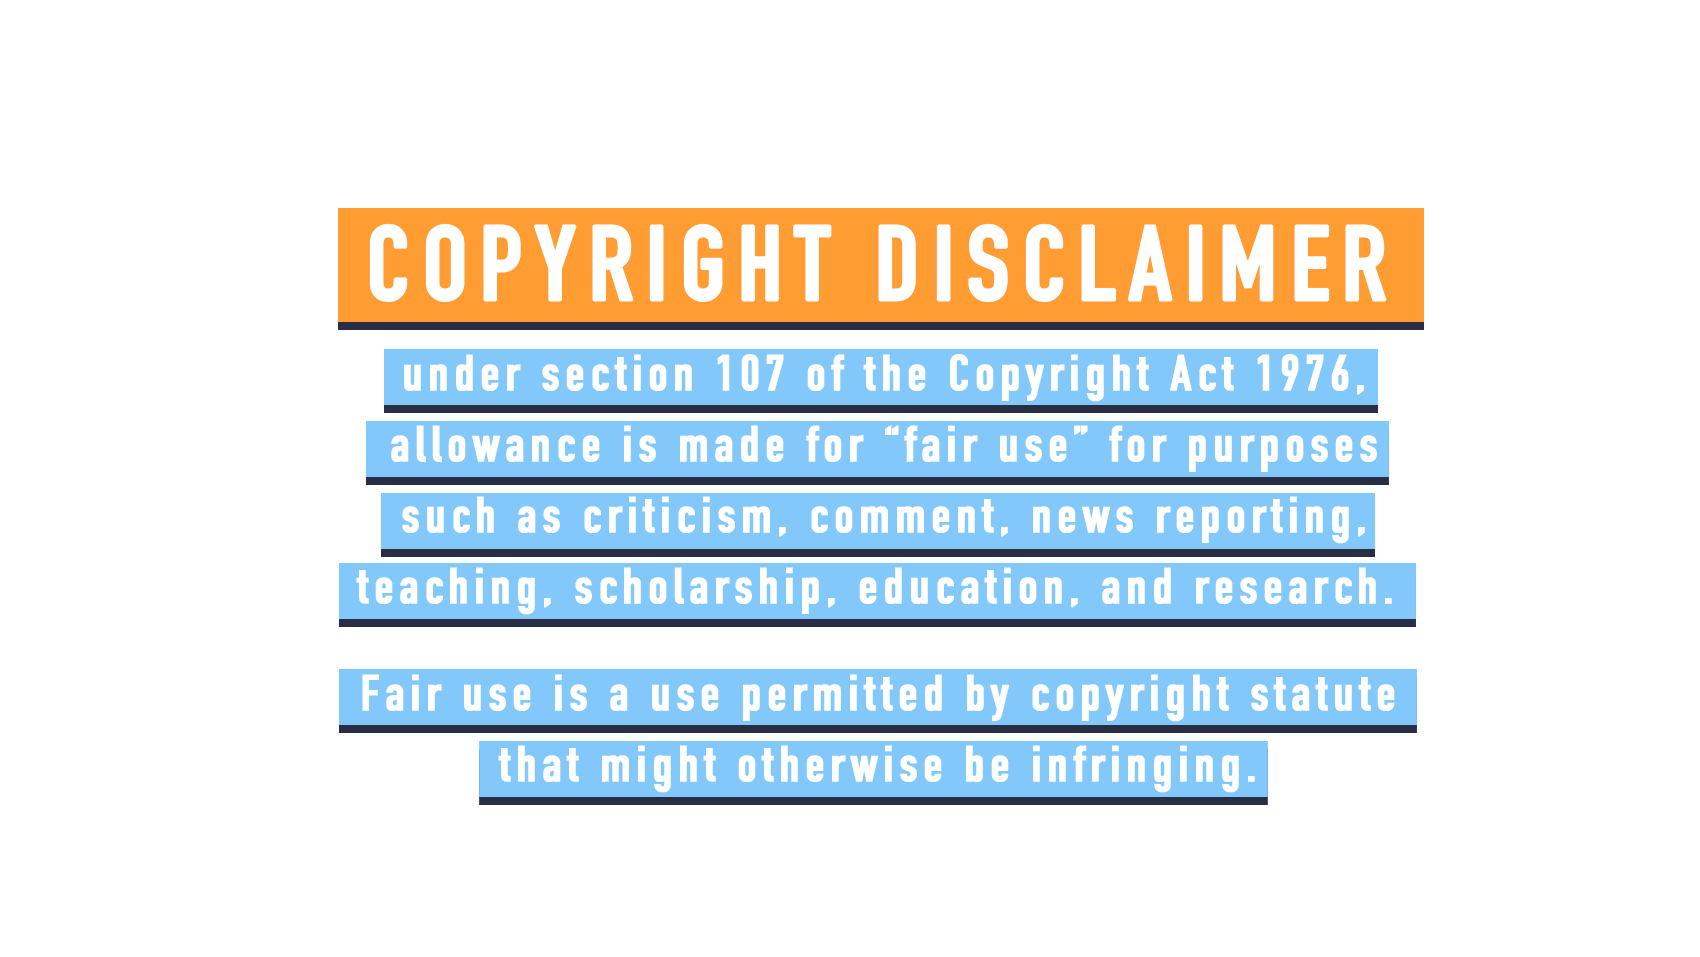 COPYRIGHT DISCLAIMER
under section 107 of the Copyright Act 1976,
allowance is made for “fair use” for purposes
such as criticism, comment, news reporting,
teaching, scholarship, education, and research.
Fair use is a use permitted by copyright statute
that might otherwise be infringing.